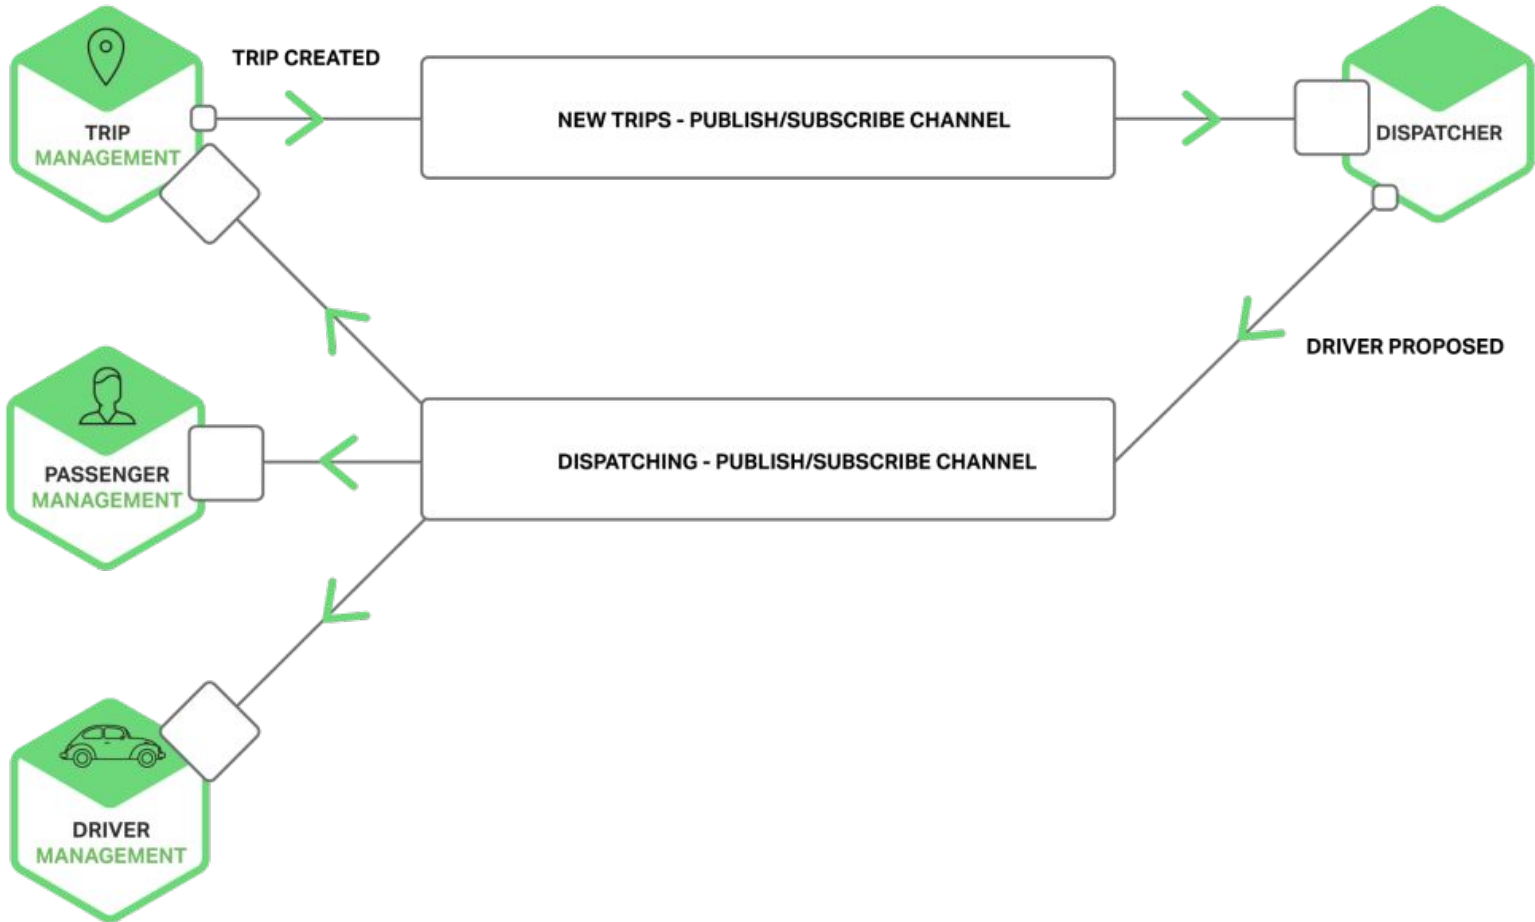 TRIP CREATED
NEW TRIPS - PUBLISH/SUBSCRIBE CHANNEL
TRIP
MANAGEMENT
DISPATCHER
DRIVER PROPOSED
PASSENGER
MANAGEMENT
DISPATCHING - PUBLISH/SUBSCRIBE CHANNEL
DRIVER
MANAGEMENT